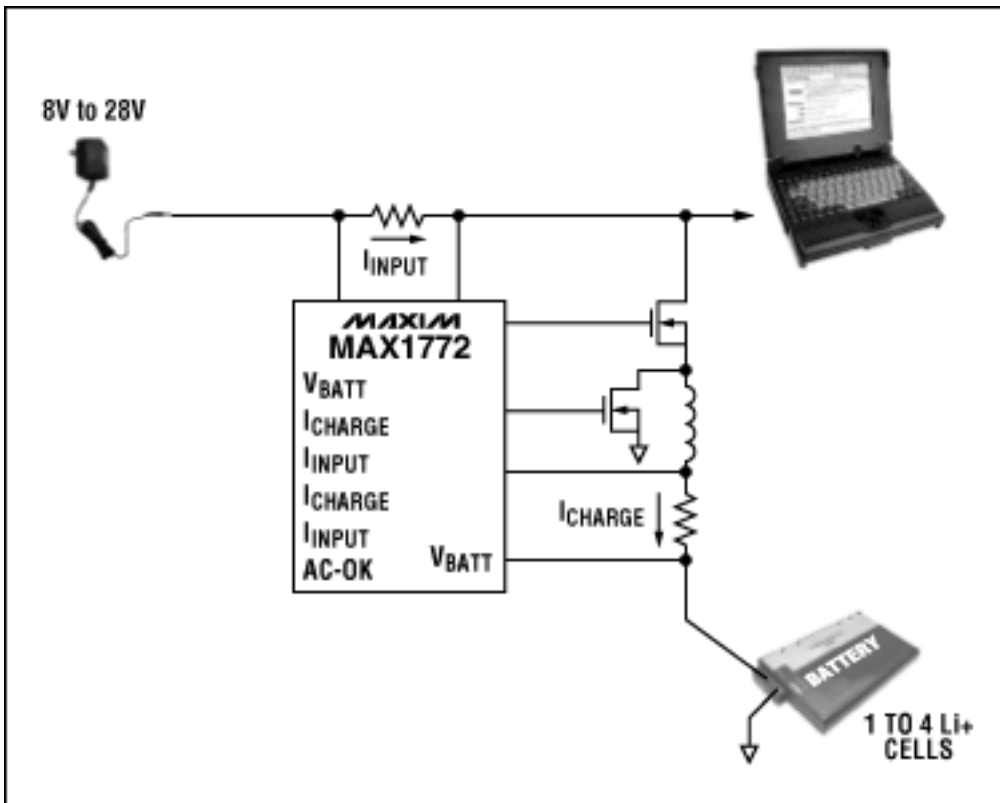 8V to 28V
IINPUT
MAXIM
MAX1772
VBATT
ICHARGE
IINPUT
ICHARGE
IINPUT
AC-OK
VBATT
ICHARGE
BATTERY
1 TO 4 Li+
CELLS